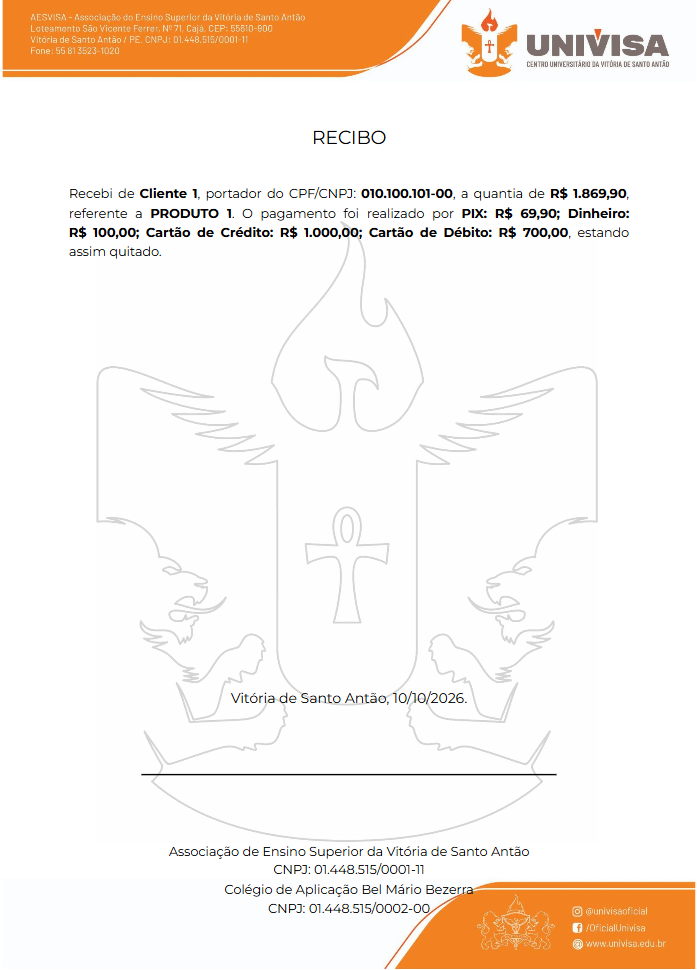 AESVISA – Associação do Ensino Superior da Vitória de Santo Antão
Loteamento São Vicente Ferrer, Nº 71, Cajá, CEP: 55610-900
Vitória de Santo Antão / PE. CNPJ: 01.448.515/0001-11
Fone: 55 81 3523-1020
UNIVISA
CENTRO UNIVERSITÁRIO DA VITÓRIA DE SANTO ANTÃO
RECIBO
Recebi de Cliente 1, portador do CPF/CNPJ: 010.100.101-00, a quantia de R$ 1.869,90,
referente a PRODUTO 1. O pagamento foi realizado por PIX: R$ 69,90; Dinheiro:
R$ 100,00; Cartão de Crédito: R$ 1.000,00; Cartão de Débito: R$ 700,00, estando
assim quitado.
Vitória de Santo Antão, 10/10/2026.
Associação de Ensino Superior da Vitória de Santo Antão
CNPJ: 01.448.515/0001-11
Colégio de Aplicação Bel Mário Bezerra
CNPJ: 01.448.515/0002-00
@univisaoficial
/OficialUnivisa
www.univisa.edu.br